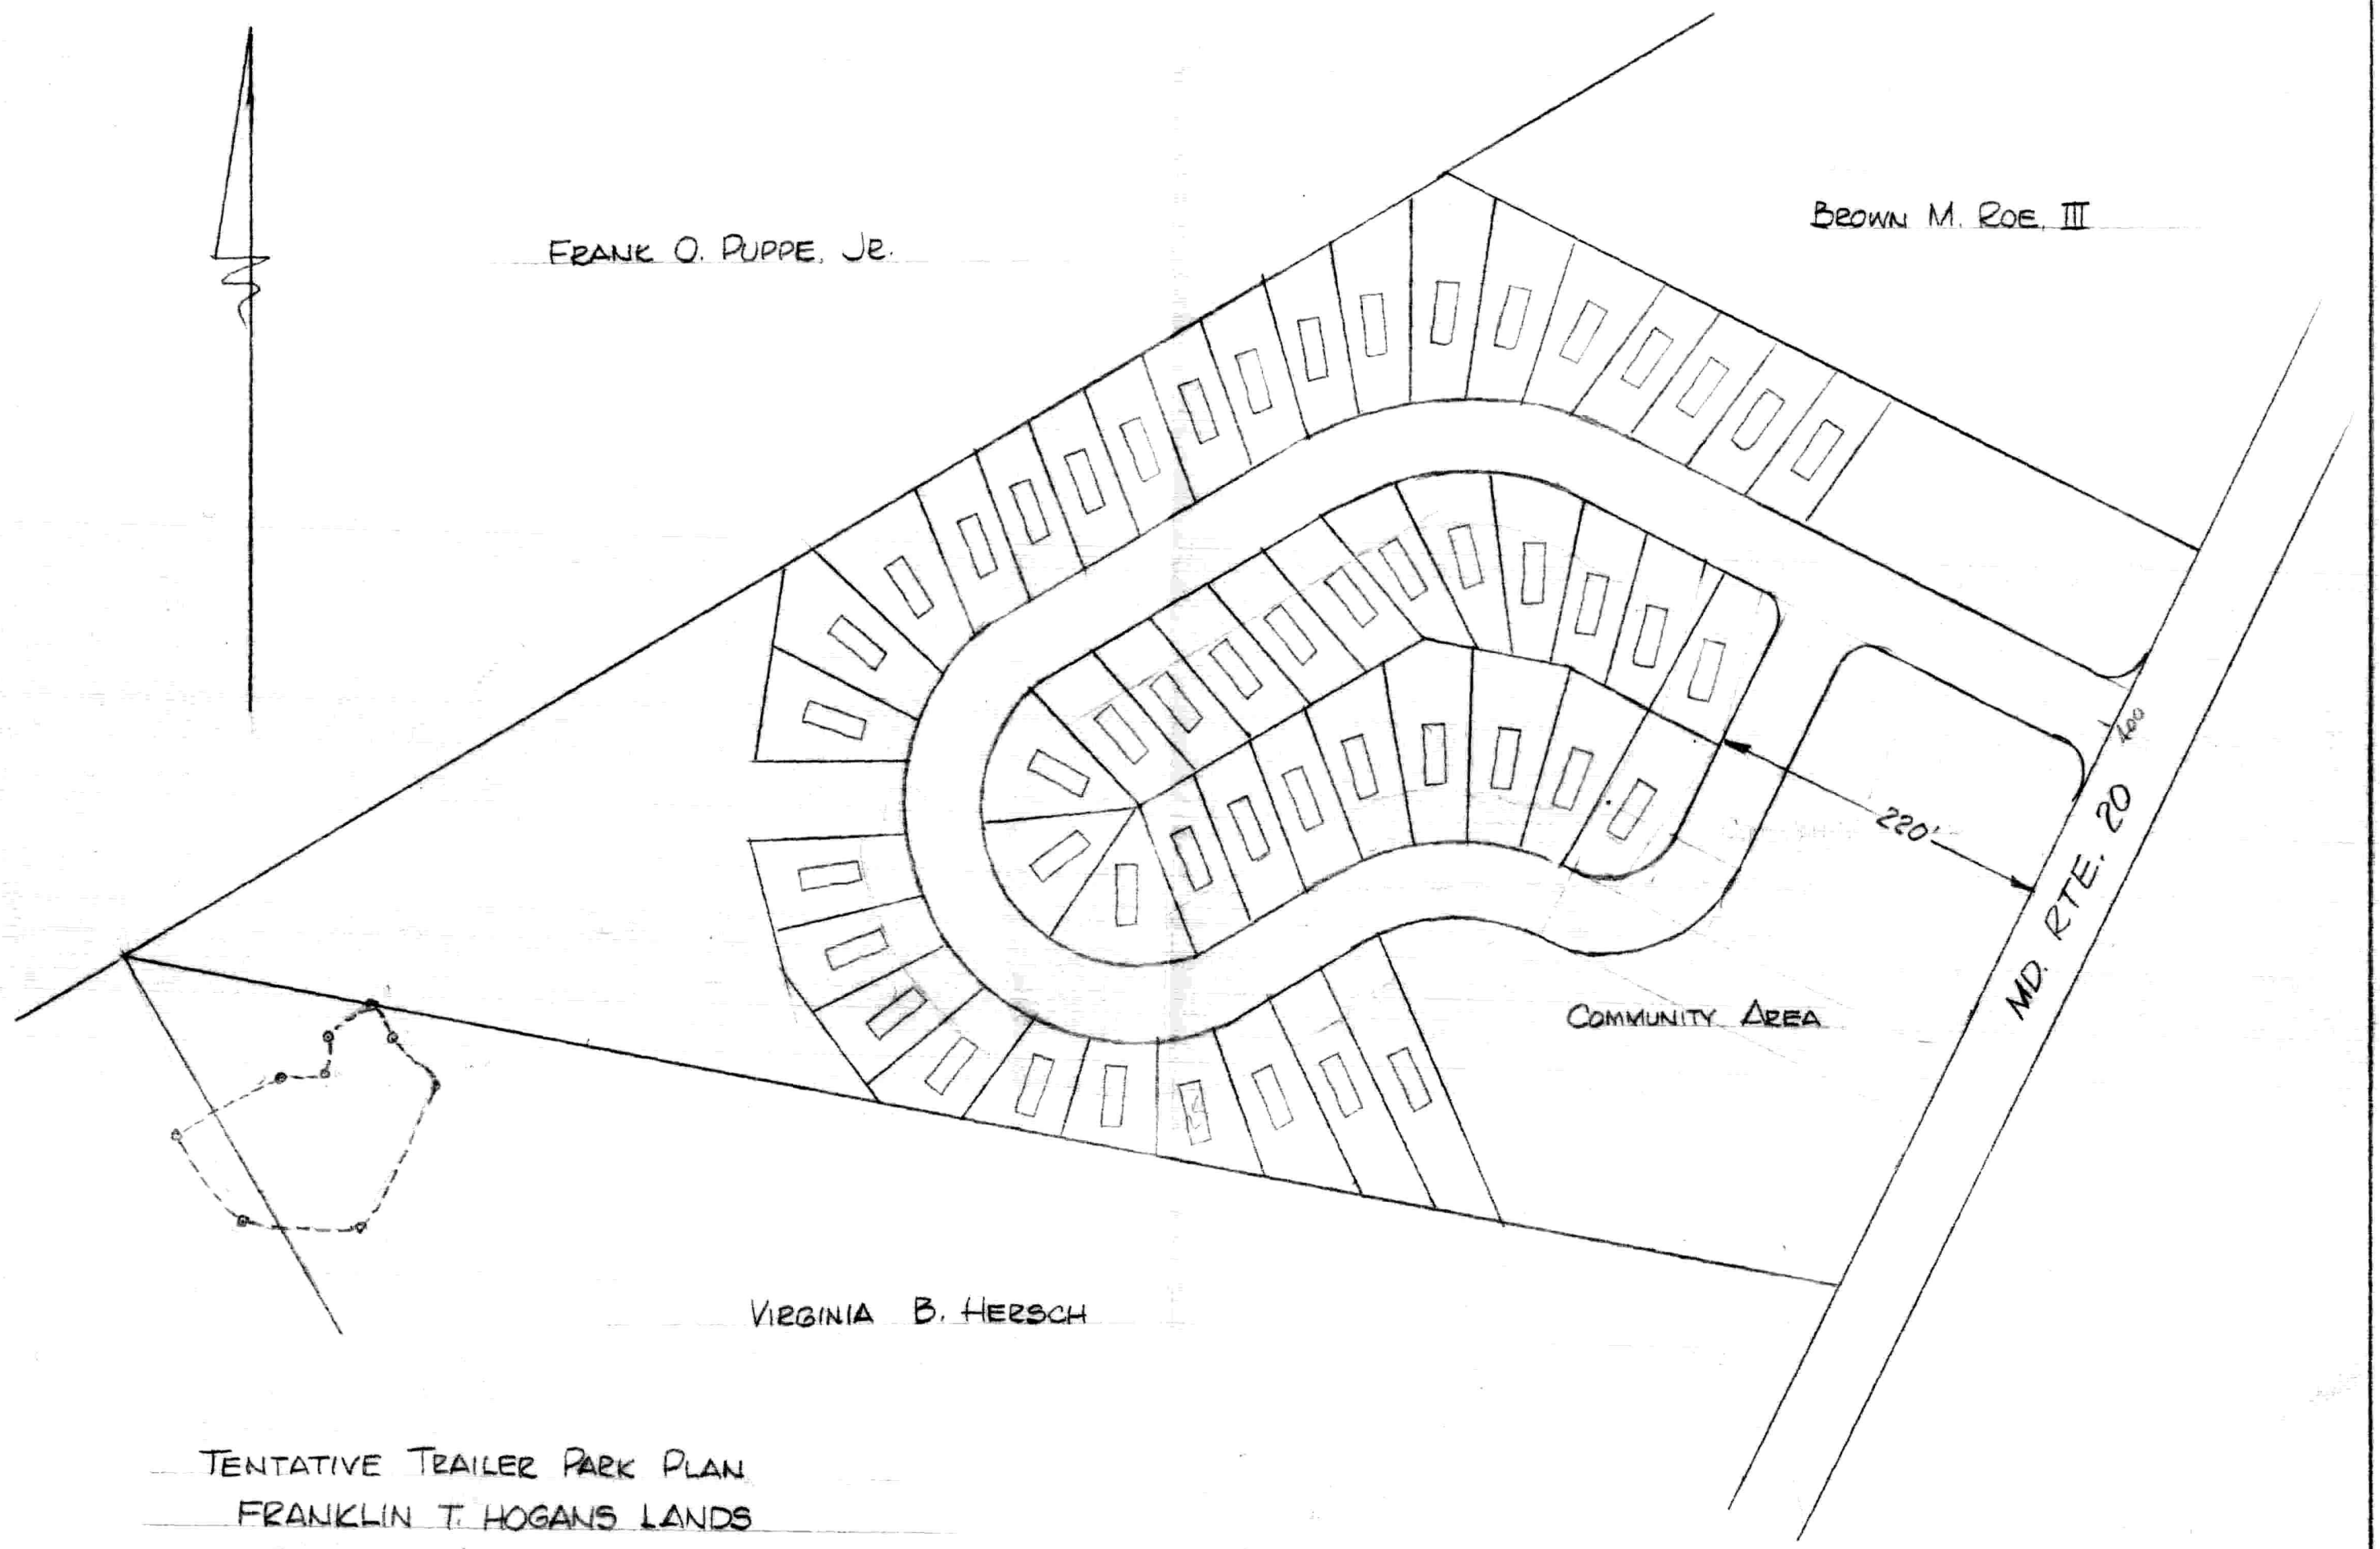 BROWN M. ROE, III
FRANK O. PUPPE, JR.
220'
MD. RTE. 20
COMMUNITY AREA
VIRGINIA B. HERSCH
TENTATIVE TRAILER PARK PLAN
FRANKLIN T. HOGANS LANDS